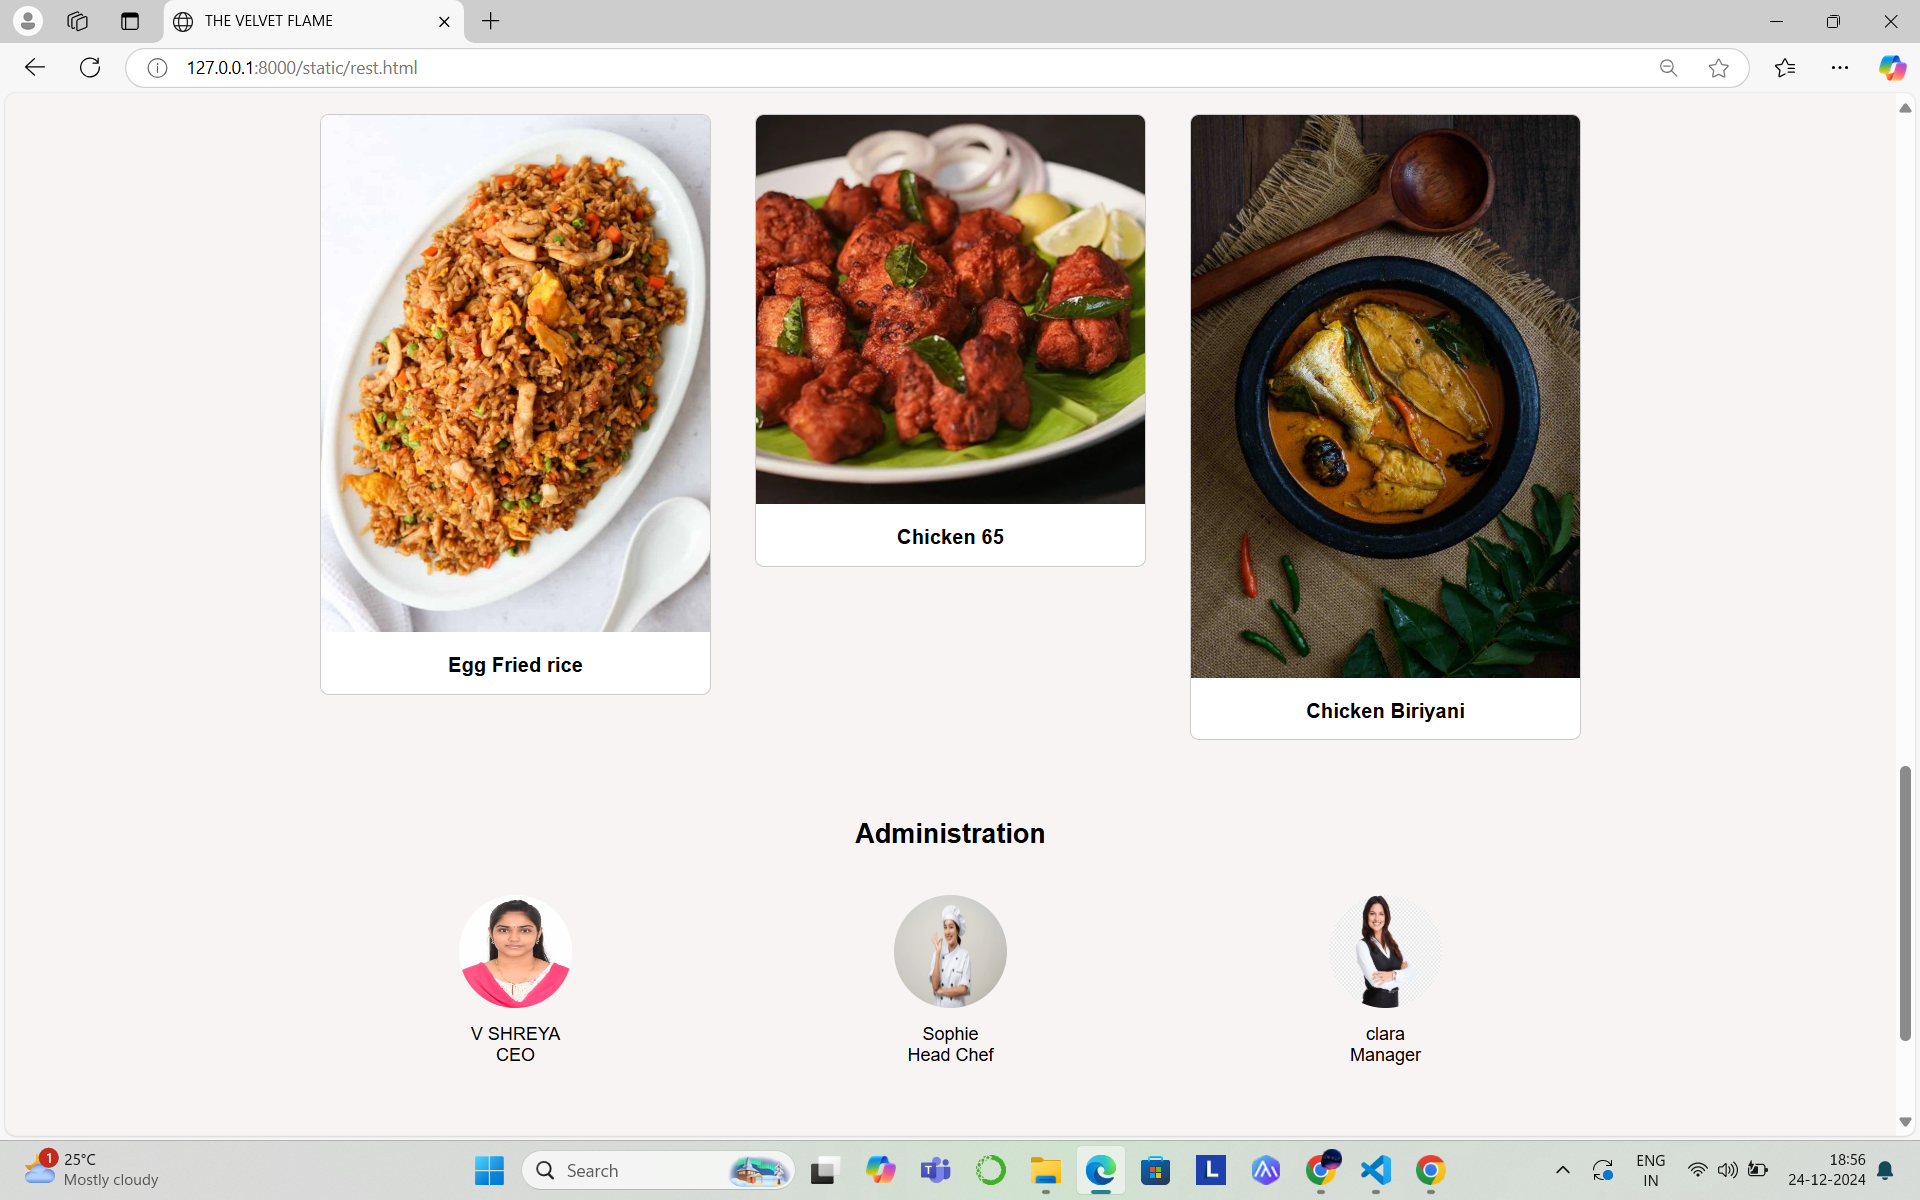 THE VELVET FLAME
127.0.0.1:8000/static/rest.html
Egg Fried rice
Chicken 65
Chicken Biriyani
Administration
V SHREYA
CEO
Sophie
Head Chef
clara
Manager
1
25°C
Mostly cloudy
Search
L
ENG
IN
18:56
24-12-2024